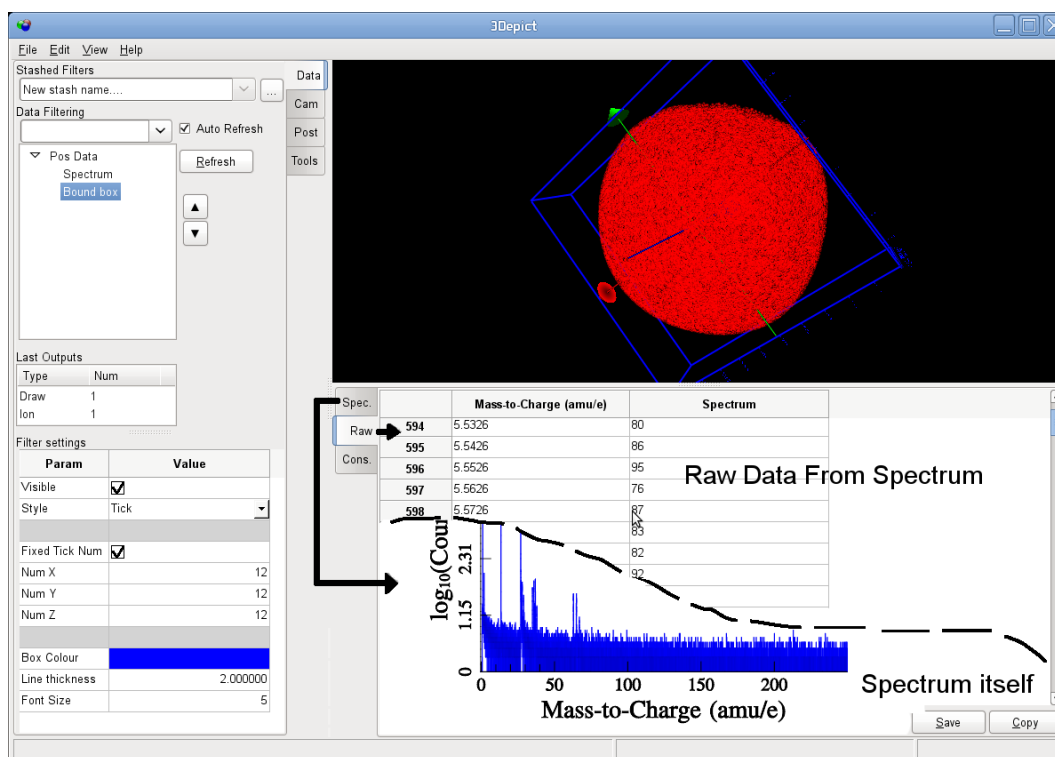 3Depict
File Edit View Help
Stashed Filters
New stash name.... ...
Data Filtering
Auto Refresh
Pos Data
Spectrum
Bound box
Refresh
Data
Cam
Post
Tools
Last Outputs
Type Num
Draw 1
Ion 1
Filter settings
Param Value
Visible
Style Tick
Fixed Tick Num
Num X 12
Num Y 12
Num Z 12
Box Colour
Line thickness 2.000000
Font Size 5
Spec.
Raw
Cons.
Mass-to-Charge (amu/e) Spectrum
594 5.5326 80
595 5.5426 86
596 5.5526 95
597 5.5626 76
598 5.5726 87
83
82
92
Raw Data From Spectrum
log10(Cour
2.31
1.15
0
0 50 100 150 200
Mass-to-Charge (amu/e)
Spectrum itself
Save Copy